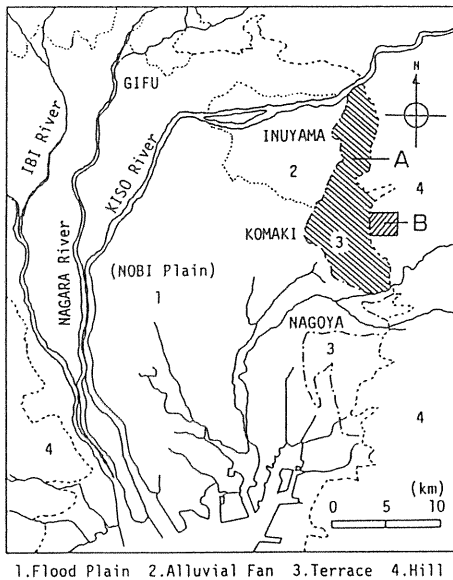 N
GIFU
IBI River
NAGARA River
KISO River
INUYAMA
A
2
4
KOMAKI
3
B
(NOBI Plain)
1
NAGOYA
3
4
4
(km)
0 5 10
1.Flood Plain 2.Alluvial Fan 3.Terrace 4.Hill